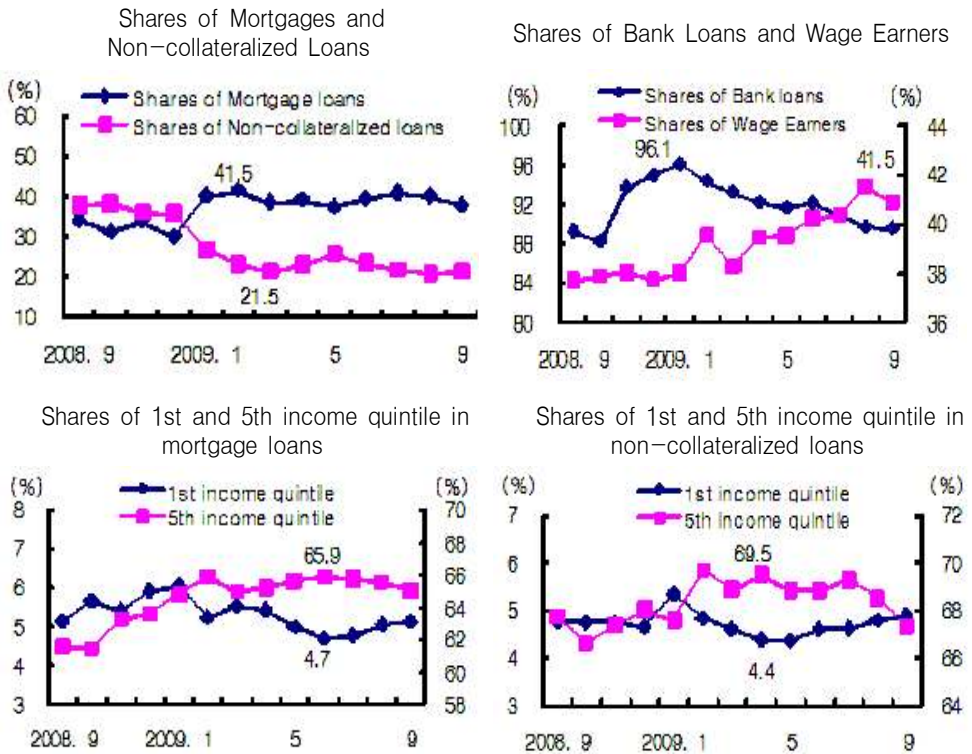 Shares of Mortgages and
Non-collateralized Loans
(%)
Shares of Mortgage loans
Shares of Non-collateralized loans
60
50
40
30
20
10
41.5
21.5
2008. 9 2009. 1 5 9
Shares of Bank Loans and Wage Earners
(%) (%)
Shares of Bank loans
Shares of Wage Earners
100
96
92
88
84
80
44
42
40
38
36
96.1
41.5
2008. 9 2009. 1 5 9
Shares of 1st and 5th income quintile in
mortgage loans
(%) (%)
1st income quintile
5th income quintile
8
7
6
5
4
3
70
68
66
64
62
60
58
65.9
4.7
2008. 9 2009. 1 5 9
Shares of 1st and 5th income quintile in
non-collateralized loans
(%) (%)
1st income quintile
5th income quintile
7
6
5
4
3
72
70
68
66
64
69.5
4.4
2008. 9 2009. 1 5 9